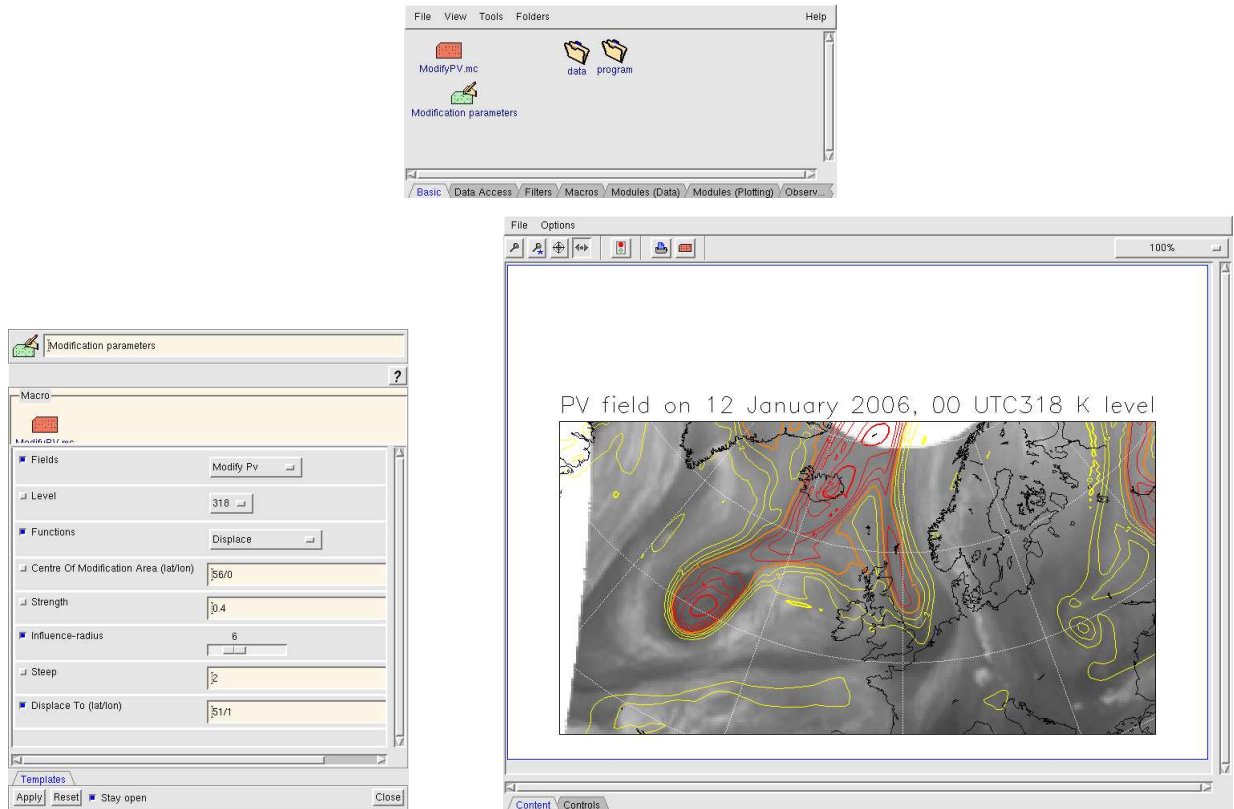 File View Tools Folders Help
ModifyPV.mc
data program
Modification parameters
Basic Data Access Filters Macros Modules (Data) Modules (Plotting) Observ...
File Options
100%
Modification parameters
?
Macro
ModifyPV.mc
Fields Modify Pv
Level 318
Functions Displace
Centre Of Modification Area (lat/lon) 56/0
Strength 0.4
Influence-radius 6
Steep 2
Displace To (lat/lon) 51/1
Templates
Apply Reset Stay open Close
PV field on 12 January 2006, 00 UTC318 K level
Content Controls